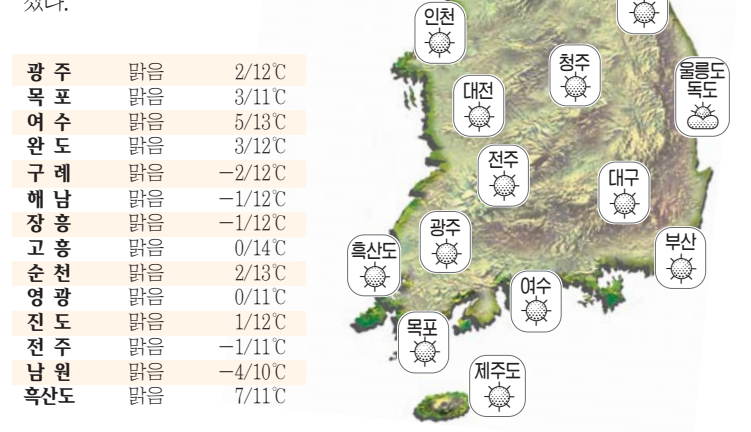 겠다.
광 주 맑음 2/12℃
목 포 맑음 3/11℃
여 수 맑음 5/13℃
완 도 맑음 3/12℃
구 례 맑음 −2/12℃
해 남 맑음 −1/12℃
장 흥 맑음 −1/12℃
고 흥 맑음 0/14℃
순 천 맑음 2/13℃
영 광 맑음 0/11℃
진 도 맑음 1/12℃
전 주 맑음 −1/11℃
남 원 맑음 −4/10℃
흑산도 맑음 7/11℃
인천
청주
울릉도
독도
대전
전주
대구
광주
부산
흑산도
여수
목포
제주도